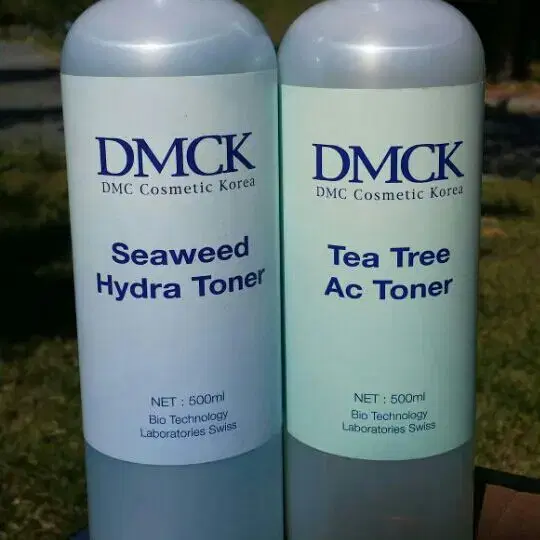 DMCK
DMC Cosmetic Korea
Seaweed
Hydra Toner
NET : 500ml
Bio Technology
Laboratories Swiss
DMCK
DMC Cosmetic Korea
Tea Tree
Ac Toner
NET : 500ml
Bio Technology
Laboratories Swiss